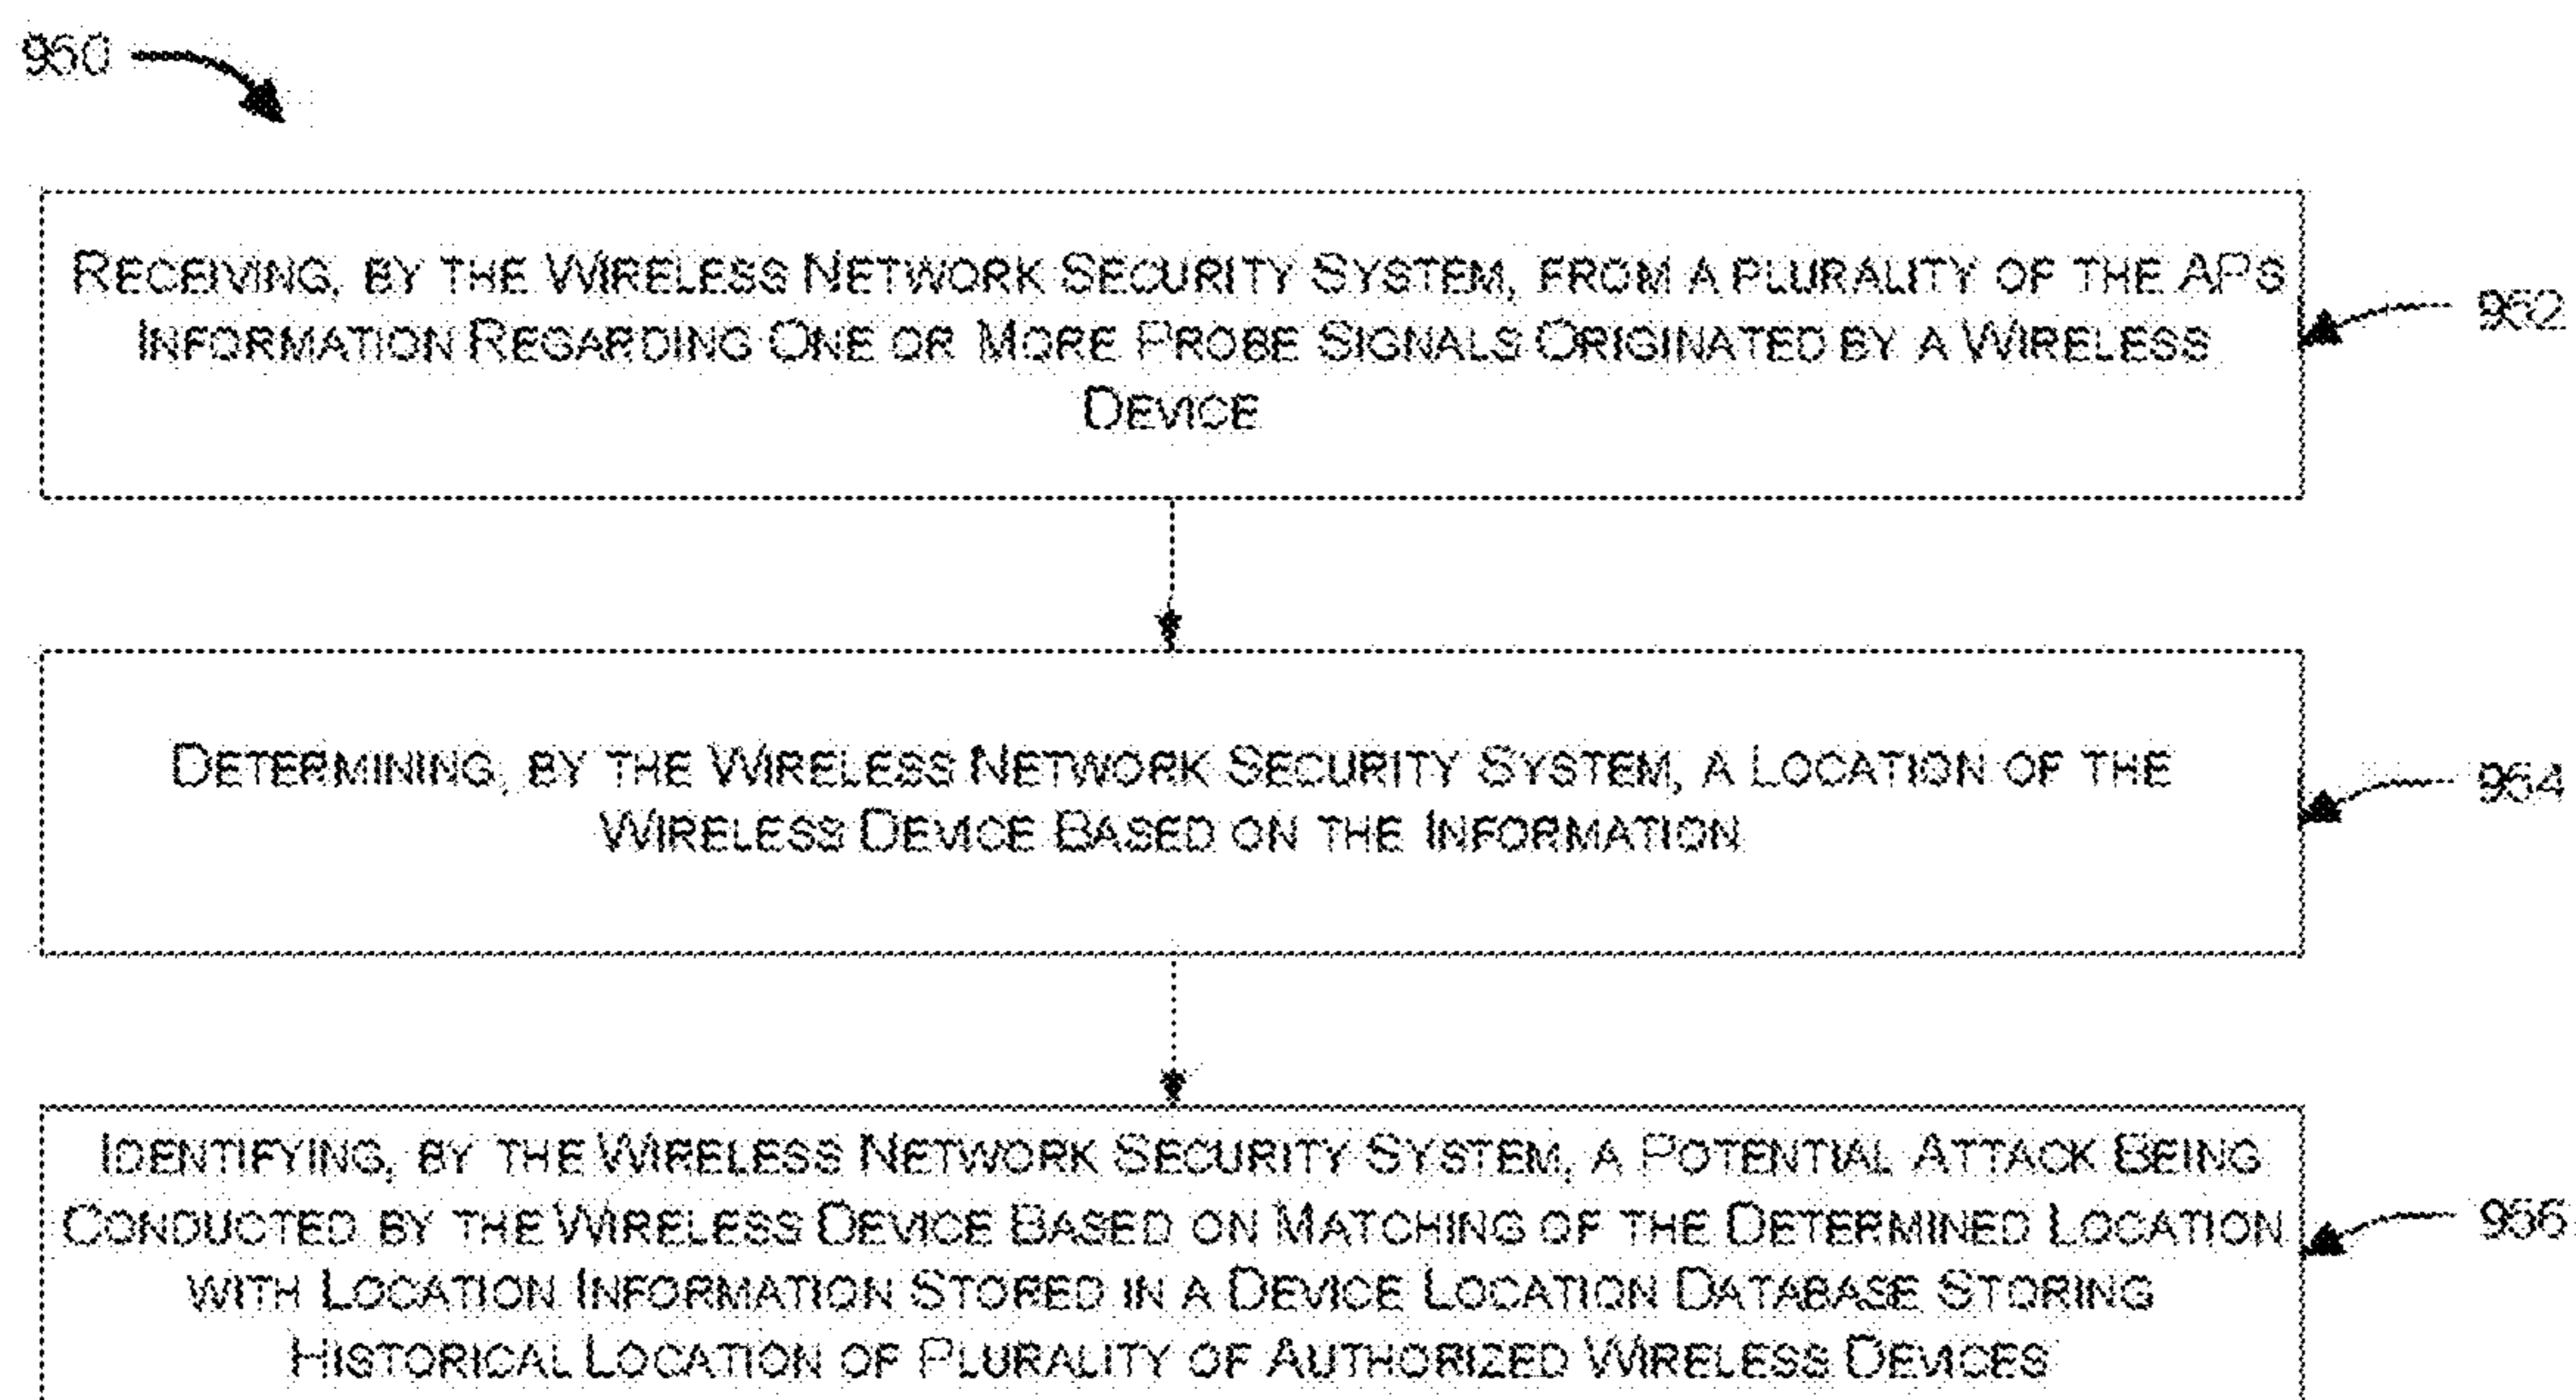 950
RECEIVING, BY THE WIRELESS NETWORK SECURITY SYSTEM, FROM A PLURALITY OF THE APS
INFORMATION REGARDING ONE OR MORE PROBE SIGNALS ORIGINATED BY A WIRELESS
DEVICE
952
DETERMINING, BY THE WIRELESS NETWORK SECURITY SYSTEM, A LOCATION OF THE
WIRELESS DEVICE BASED ON THE INFORMATION
954
IDENTIFYING, BY THE WIRELESS NETWORK SECURITY SYSTEM, A POTENTIAL ATTACK BEING
CONDUCTED BY THE WIRELESS DEVICE BASED ON MATCHING OF THE DETERMINED LOCATION
WITH LOCATION INFORMATION STORED IN A DEVICE LOCATION DATABASE STORING
HISTORICAL LOCATION OF PLURALITY OF AUTHORIZED WIRELESS DEVICES
956